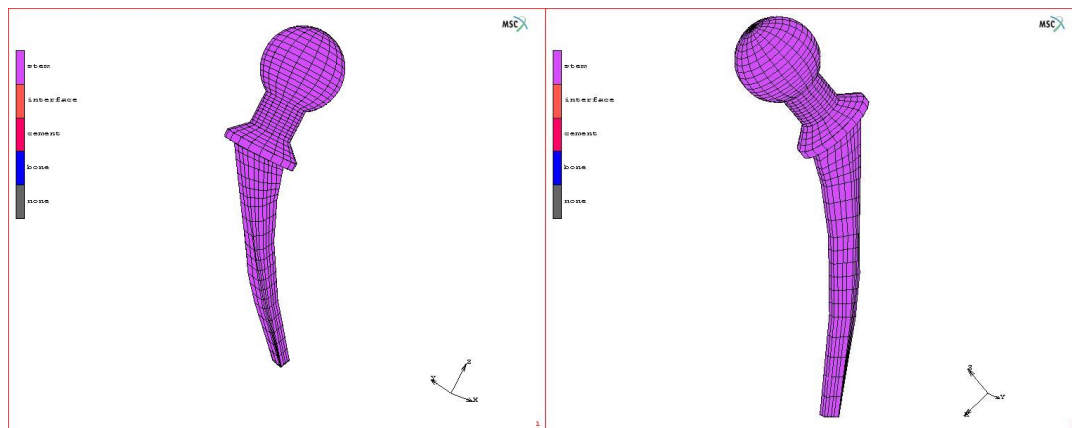 MSC
stem
interface
cement
bone
none
Z
X
1
MSC
stem
interface
cement
bone
none
Y